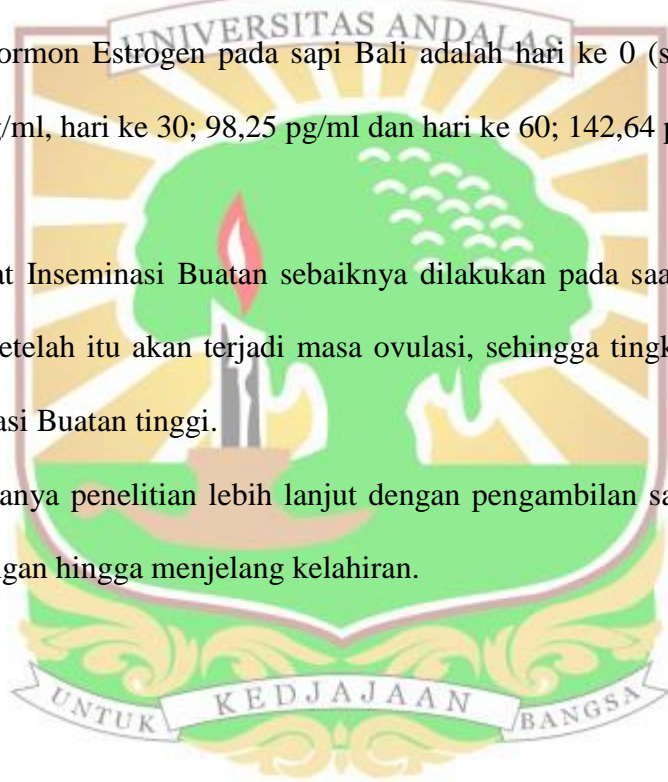 UNIVERSITAS ANDALAS
ormon Estrogen pada sapi Bali adalah hari ke 0 (s
/ml, hari ke 30; 98,25 pg/ml dan hari ke 60; 142,64 p
at Inseminasi Buatan sebaiknya dilakukan pada saa
etelah itu akan terjadi masa ovulasi, sehingga tingk
asi Buatan tinggi.
anya penelitian lebih lanjut dengan pengambilan sa
ngan hingga menjelang kelahiran.
UNTUK KEDJAJAAN BANGSA